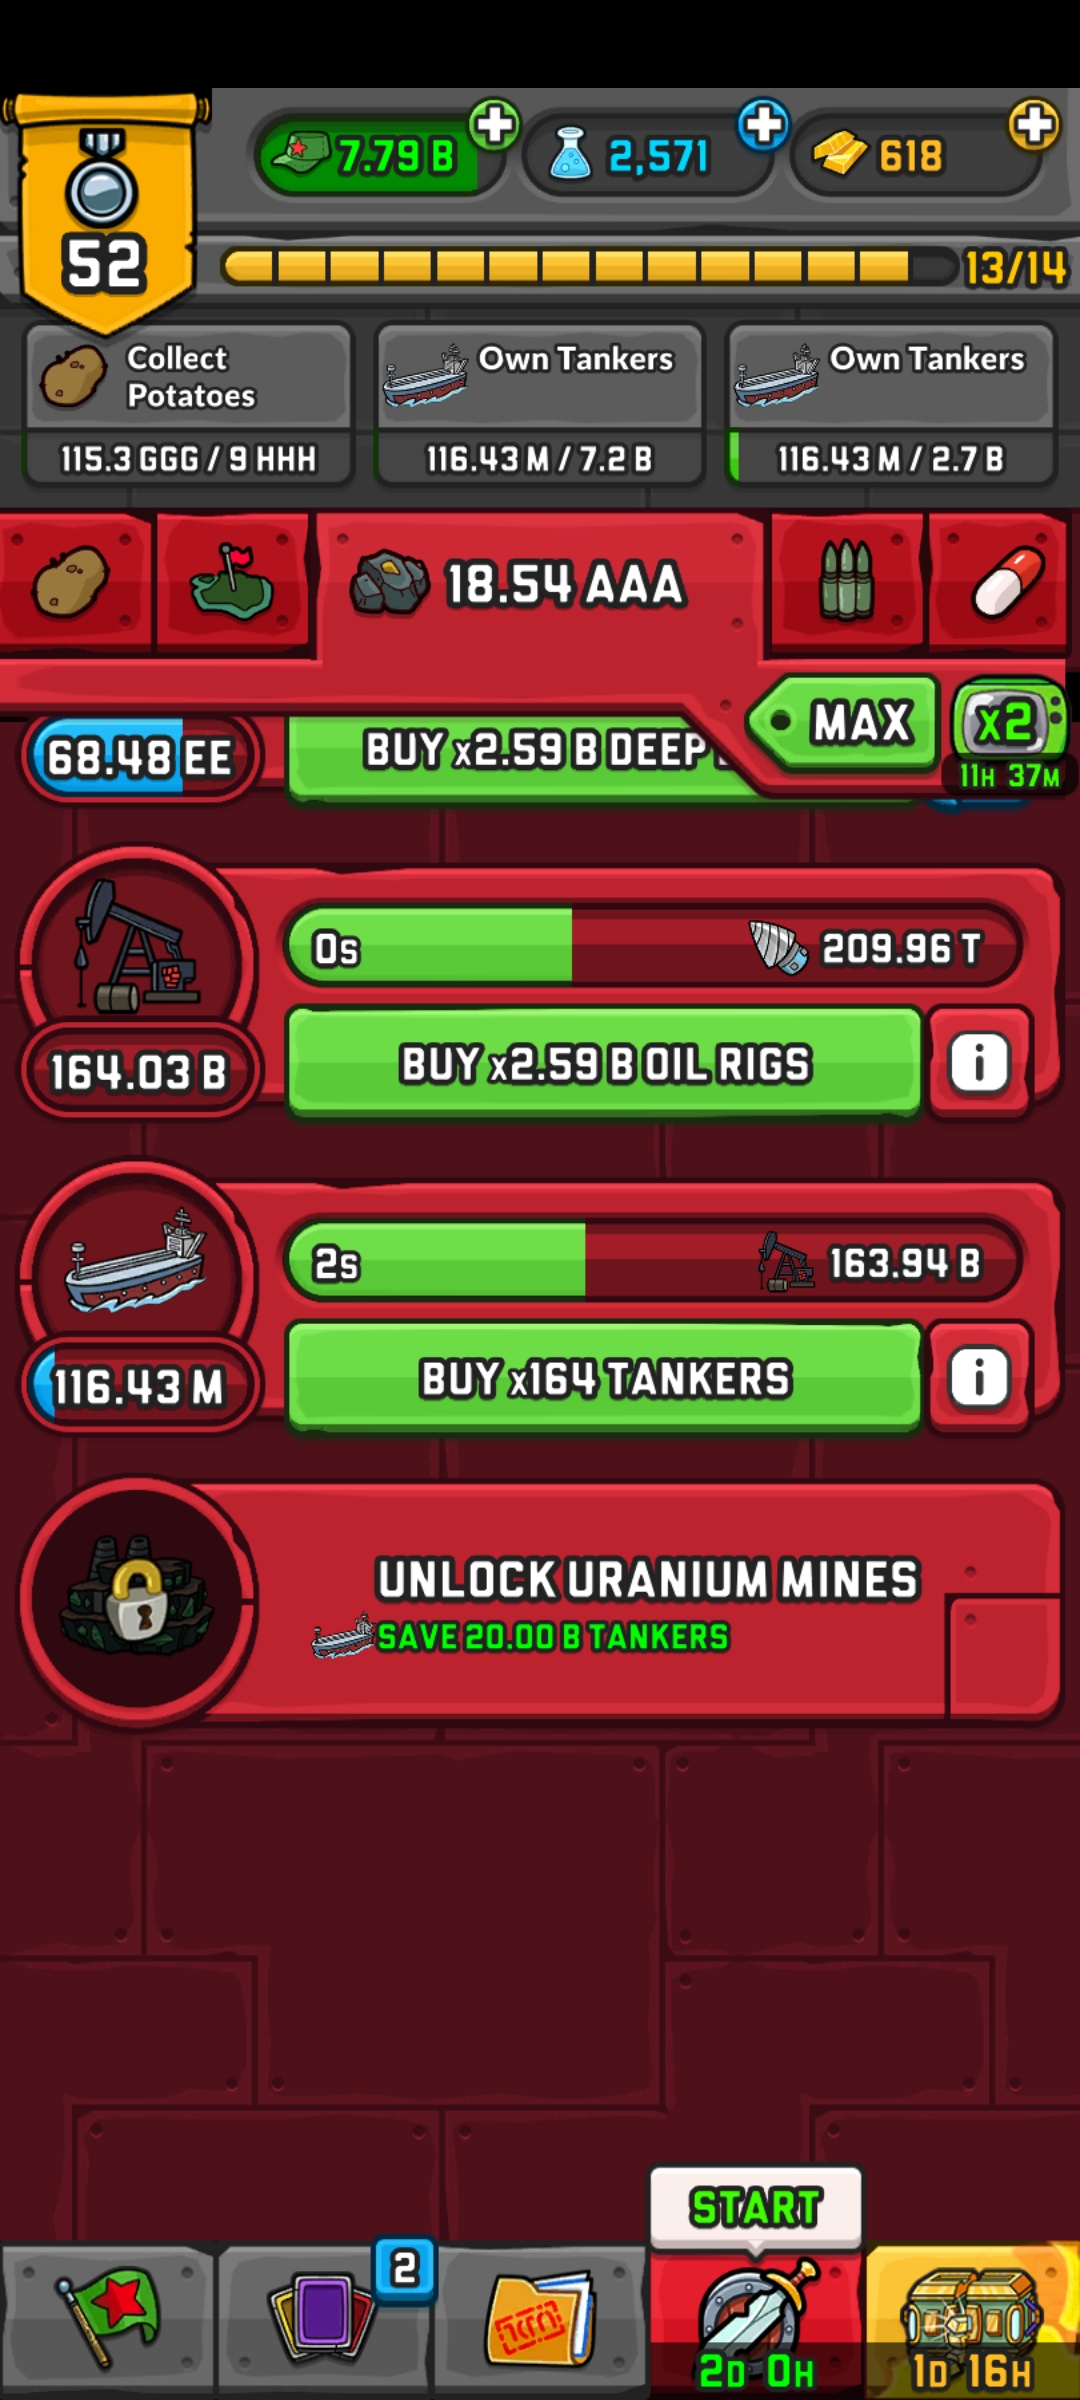 7.79 B
2,571
618
52
13/14
Collect
Potatoes
Own Tankers
Own Tankers
115.3 GGG / 9 HHH
116.43 M / 7.2 B
116.43 M / 2.7 B
18.54 AAA
MAX
x2
11H 37M
68.48 EE
BUY x2.59 B DEEP
0s
209.96 T
164.03 B
BUY x2.59 B OIL RIGS
i
2s
163.94 B
116.43 M
BUY x164 TANKERS
i
UNLOCK URANIUM MINES
SAVE 20.00 B TANKERS
START
2
2D 0H
1D 16H